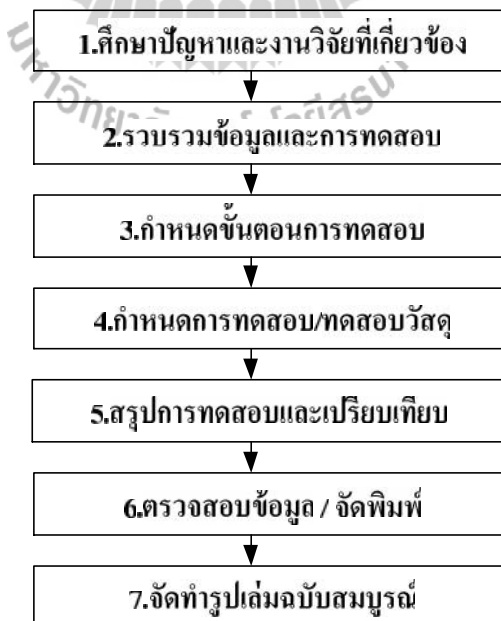 1.ศึกษาปัญหาและงานวิจัยที่เกี่ยวข้อง
2.รวบรวมข้อมูลและการทดสอบ
3.กำหนดขั้นตอนการทดสอบ
4.กำหนดการทดสอบ/ทดสอบวัสดุ
5.สรุปการทดสอบและเปรียบเทียบ
6.ตรวจสอบข้อมูล / จัดพิมพ์
7.จัดทำรูปเล่มฉบับสมบูรณ์